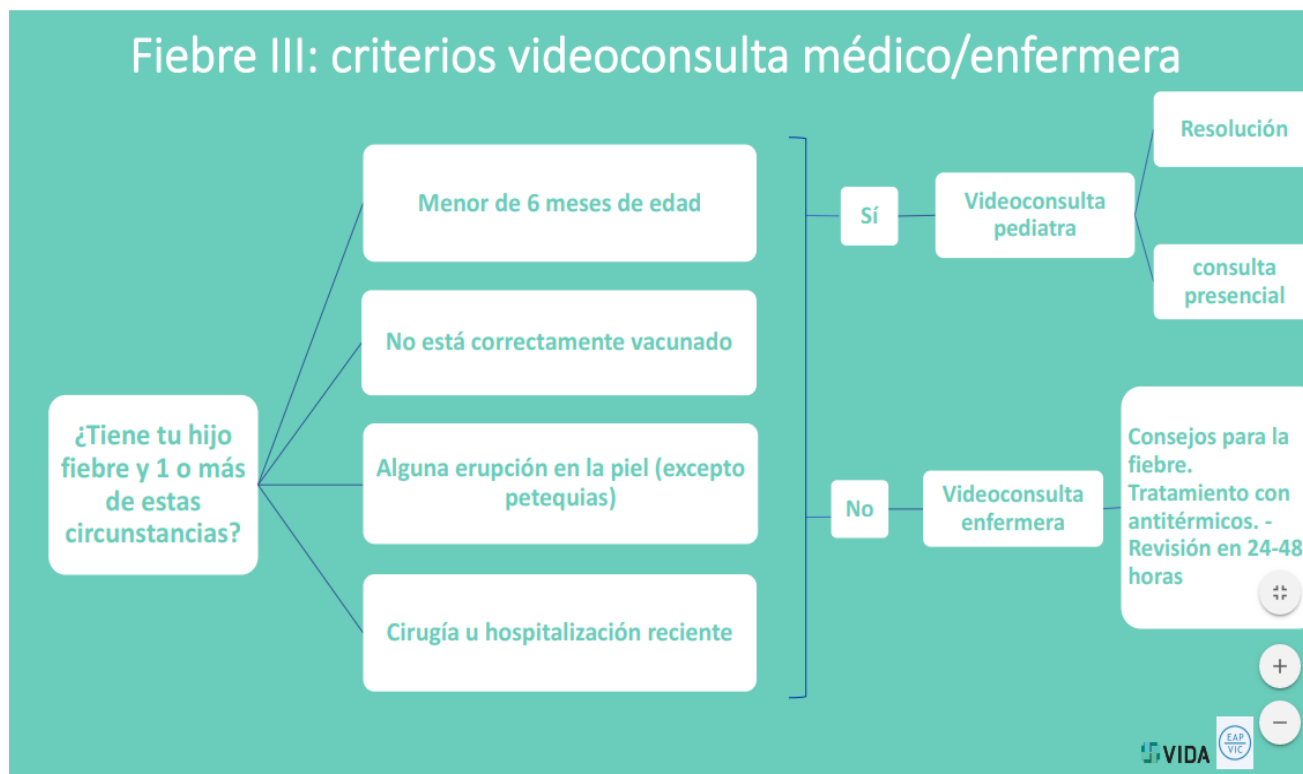 Fiebre III: criterios videoconsulta médico/enfermera
¿Tiene tu hijo
fiebre y 1 o más
de estas
circunstancias?
Menor de 6 meses de edad
No está correctamente vacunado
Alguna erupción en la piel (excepto
petequias)
Cirugía u hospitalización reciente
Sí
Videoconsulta
pediatra
Resolución
consulta
presencial
No
Videoconsulta
enfermera
Consejos para la
fiebre.
Tratamiento con
antitérmicos. -
Revisión en 24-48
horas
VIDA
EAP
VIC